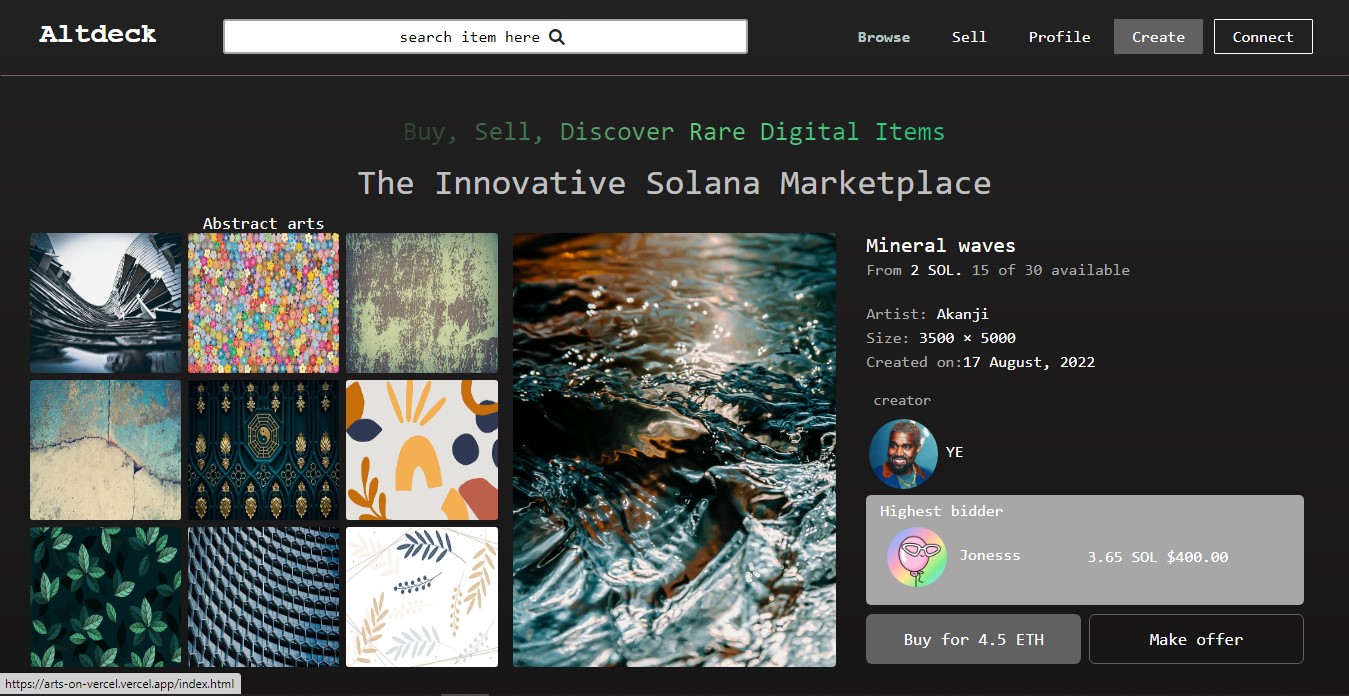 Altdeck
search item here
Browse Sell Profile Create Connect
Buy, Sell, Discover Rare Digital Items
The Innovative Solana Marketplace
Abstract arts
Mineral waves
From 2 SOL. 15 of 30 available
Artist: Akanji
Size: 3500 × 5000
Created on:17 August, 2022
creator
YE
Highest bidder
Jonesss 3.65 SOL $400.00
Buy for 4.5 ETH Make offer
https://arts-on-vercel.vercel.app/index.html